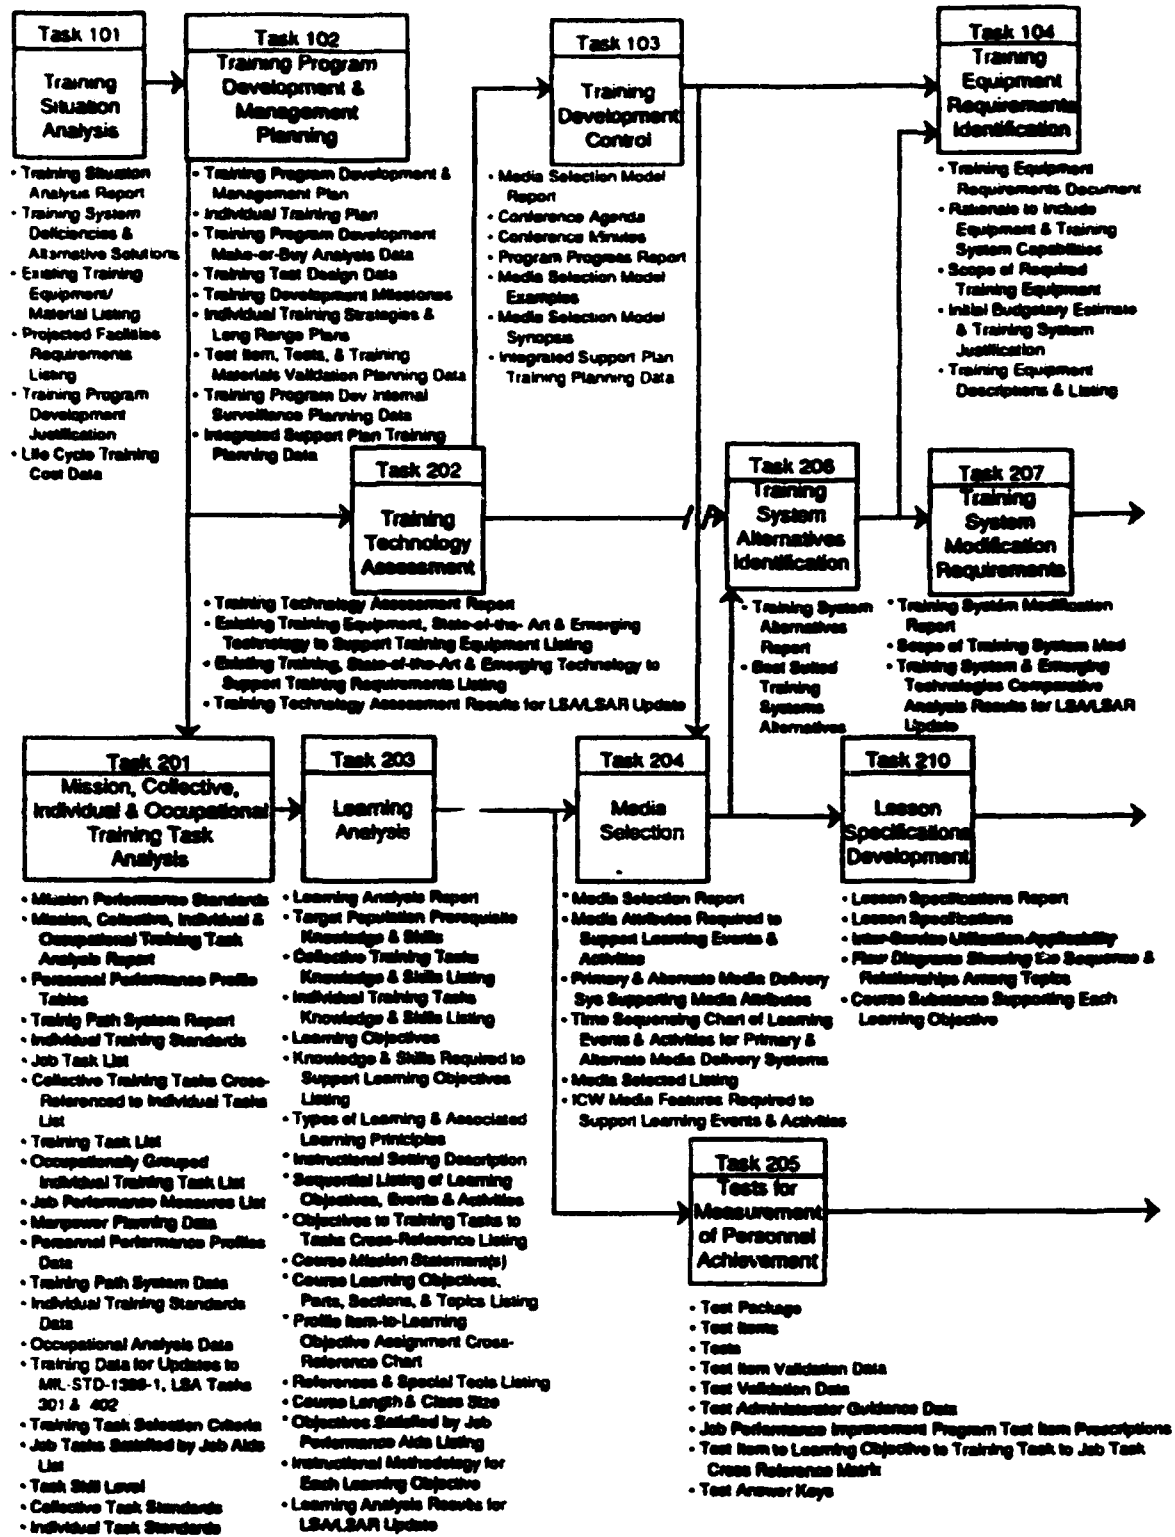 Task 101
Training
Situation
Analysis
• Training Situation
Analysis Report
• Training System
Deficiencies &
Alternative Solutions
• Existing Training
Equipment/
Material Listing
• Projected Facilities
Requirements
Listing
• Training Program
Development
Justification
• Life Cycle Training
Cost Data
Task 102
Training Program
Development &
Management
Planning
• Training Program Development &
Management Plan
• Individual Training Plan
• Training Program Development
Make-or-Buy Analysis Data
• Training Test Design Data
• Training Development Milestones
• Individual Training Strategies &
Long Range Plans
• Test Item, Tests, & Training
Materials Validation Planning Data
• Training Program Dev Internal
Surveillance Planning Data
• Integrated Support Plan Training
Planning Data
Task 103
Training
Development
Control
• Media Selection Model
Report
• Conference Agenda
• Conference Minutes
• Program Progress Report
• Media Selection Model
Examples
• Media Selection Model
Synopsis
• Integrated Support Plan
Training Planning Data
Task 104
Training
Equipment
Requirements
Identification
• Training Equipment
Requirements Document
• Rationale to Include
Equipment & Training
System Capabilities
• Scope of Required
Training Equipment
• Initial Budgetary Estimate
& Training System
Justification
• Training Equipment
Descriptions & Listing
Task 202
Training
Technology
Assessment
• Training Technology Assessment Report
• Existing Training Equipment, State-of-the- Art & Emerging
Technology to Support Training Equipment Listing
• Existing Training, State-of-the-Art & Emerging Technology to
Support Training Requirements Listing
• Training Technology Assessment Results for LSA/LSAR Update
Task 206
Training
System
Alternatives
Identification
• Training System
Alternatives
Report
• Best Suited
Training
Systems
Alternatives
Task 207
Training
System
Modification
Requirements
• Training System Modification
Report
• Scope of Training System Mod
• Training System & Emerging
Technologies Comparative
Analysis Results for LSA/LSAR
Update
Task 201
Mission, Collective,
Individual & Occupational
Training Task
Analysis
• Mission Performance Standards
• Mission, Collective, Individual &
Occupational Training Task
Analysis Report
• Personnel Performance Profile
Tables
• Trainig Path System Report
• Individual Training Standards
• Job Task List
• Collective Training Tasks Cross-
Referenced to Individual Tasks
List
• Training Task List
• Occupationally Grouped
Individual Training Task List
• Job Performance Measures List
• Manpower Planning Data
• Personnel Performance Profiles
Data
• Training Path System Data
• Individual Training Standards
Data
• Occupational Analysis Data
• Training Data for Updates to
MIL-STD-1388-1, LSA Tasks
301 & 402
• Training Task Selection Criteria
• Job Tasks Satisfied by Job Aids
List
• Task Skill Level
• Collective Task Standards
• Individual Task Standards
Task 203
Learning
Analysis
• Learning Analysis Report
• Target Population Prerequisite
Knowledge & Skills
• Collective Training Tasks
Knowledge & Skills Listing
• Individual Training Tasks
Knowledge & Skills Listing
• Learning Objectives
• Knowledge & Skills Required to
Support Learning Objectives
Listing
• Types of Learning & Associated
Learning Principles
• Instructional Setting Description
• Sequential Listing of Learning
Objectives, Events & Activities
• Objectives to Training Tasks to
Tasks Cross-Reference Listing
• Course Mission Statement(s)
• Course Learning Objectives,
Parts, Sections, & Topics Listing
• Profile Item-to-Learning
Objective Assignment Cross-
Reference Chart
• References & Special Tools Listing
• Course Length & Class Size
• Objectives Satisfied by Job
Performance Aids Listing
• Instructional Methodology for
Each Learning Objective
• Learning Analysis Results for
LSA/LSAR Update
Task 204
Media
Selection
• Media Selection Report
• Media Attributes Required to
Support Learning Events &
Activities
• Primary & Alternate Media Delivery
Sys Supporting Media Attributes
• Time Sequencing Chart of Learning
Events & Activities for Primary &
Alternate Media Delivery Systems
• Media Selected Listing
• ICW Media Features Required to
Support Learning Events & Activities
Task 210
Lesson
Specifications
Development
• Lesson Specifications Report
• Lesson Specifications
• Inter-Service Utilization Applicability
• Flow Diagrams Showing the Sequence &
Relationships Among Topics
• Course Substance Supporting Each
Learning Objective
Task 205
Tests for
Measurement
of Personnel
Achievement
• Test Package
• Test Items
• Tests
• Test Item Validation Data
• Test Validation Data
• Test Administrator Guidance Data
• Job Performance Improvement Program Test Item Prescriptions
• Test Item to Learning Objective to Training Task to Job Task
Cross Reference Matrix
• Test Answer Keys